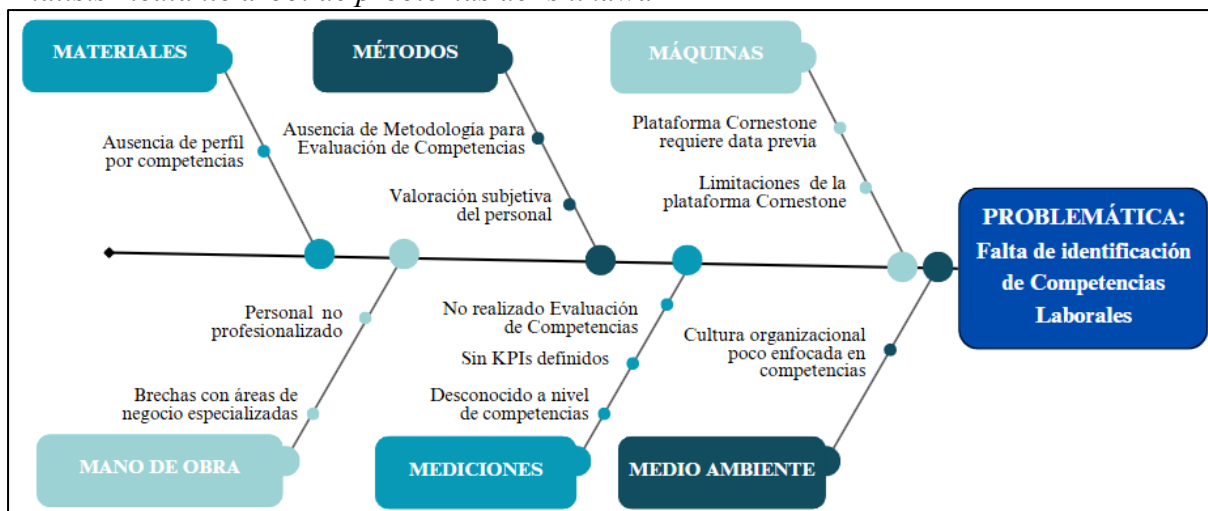 MATERIALES
MÉTODOS
MÁQUINAS
Ausencia de perfil
por competencias
Ausencia de Metodología para
Evaluación de Competencias
Valoración subjetiva
del personal
Plataforma Cornestone
requiere data previa
Limitaciones de la
plataforma Cornestone
PROBLEMÁTICA:
Falta de identificación
de Competencias
Laborales
Personal no
profesionalizado
Brechas con áreas de
negocio especializadas
No realizado Evaluación
de Competencias
Sin KPIs definidos
Desconocido a nivel
de competencias
Cultura organizacional
poco enfocada en
competencias
MANO DE OBRA
MEDICIONES
MEDIO AMBIENTE